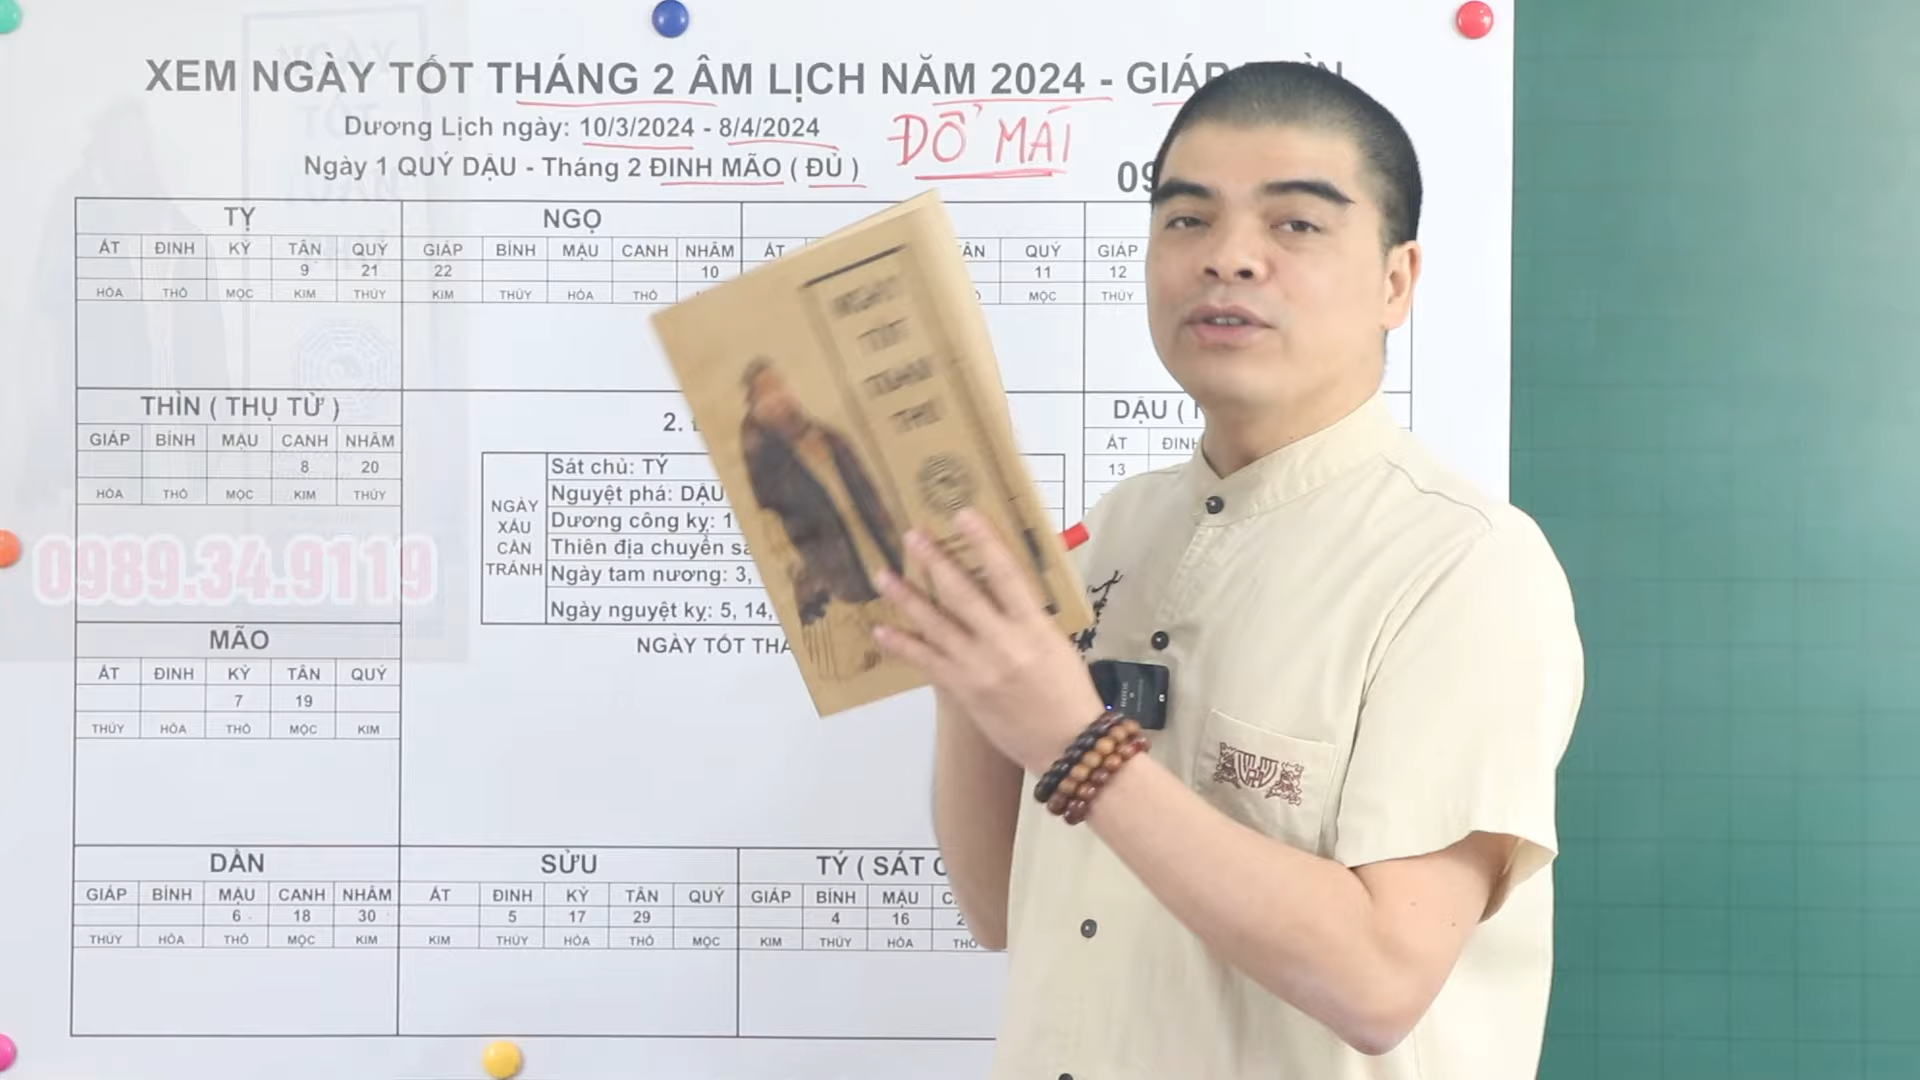 XEM NGÀY TỐT THÁNG 2 ÂM LỊCH NĂM 2024 - GIÁP
Dương Lịch ngày: 10/3/2024 - 8/4/2024
ĐỔ MÁI
Ngày 1 QUÝ DẬU - Tháng 2 ĐINH MÃO ( ĐỦ )
09
TỴ
ẤT ĐINH KỶ TÂN QUÝ
9 21
HỎA THỔ MỘC KIM THỦY
NGỌ
GIÁP BÍNH MẬU CANH NHÂM
22 10
KIM THỦY HỎA THỔ
ẤT QUÝ
11
MỘC
GIÁP
12
THỦY
THÌN ( THỤ TỬ )
GIÁP BÍNH MẬU CANH NHÂM
8 20
HỎA THỔ MỘC KIM THỦY
2.
NGÀY XẤU CẦN TRÁNH
Sát chủ: TÝ
Nguyệt phá: DẬU
Dương công kỵ: 1
Thiên địa chuyển
Ngày tam nương: 3,
Ngày nguyệt kỵ: 5, 14,
NGÀY TỐT
DẬU (
ẤT ĐINH
13
0989.34.9119
MÃO
ẤT ĐINH KỶ TÂN QUÝ
7 19
THỦY HỎA THỔ MỘC KIM
DẦN
GIÁP BÍNH MẬU CANH NHÂM
6 18 30
THỦY HỎA THỔ MỘC KIM
SỬU
ẤT ĐINH KỶ TÂN QUÝ
5 17 29
KIM THỦY HỎA THỔ MỘC
TÝ ( SÁT
GIÁP BÍNH MẬU
4 16
KIM THỦY HỎA THỔ